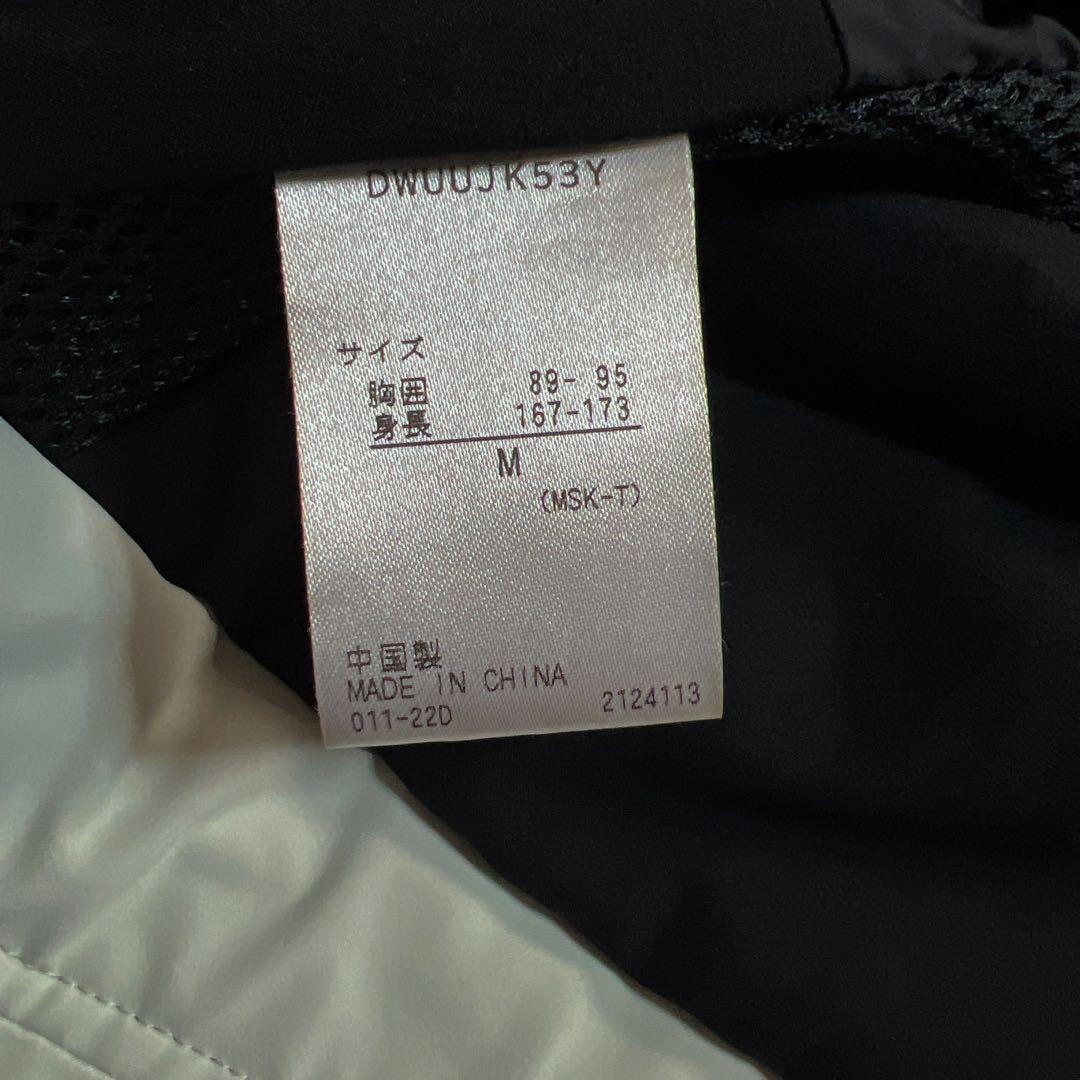 DWUUJK53Y
サイズ
胸囲 89- 95
身長 167-173
M
(MSK-T)
中国製
MADE IN CHINA
011-22D 2124113